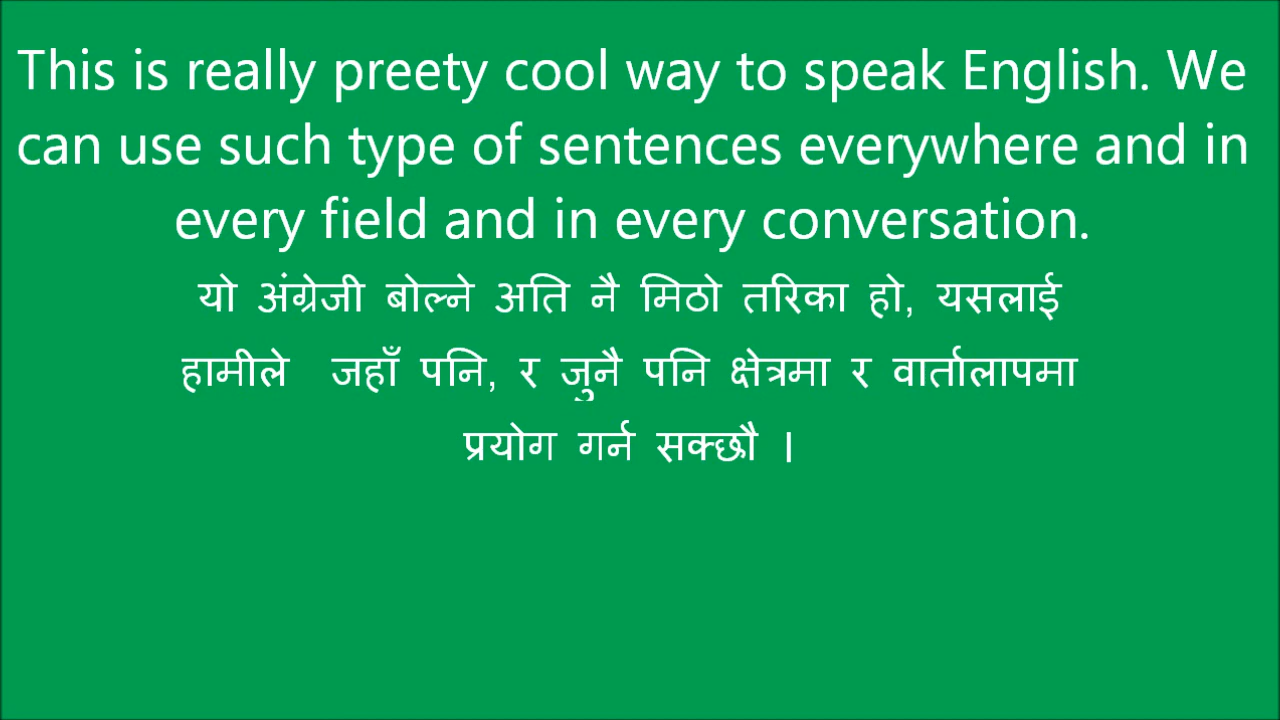 This is really preety cool way to speak English. We
can use such type of sentences everywhere and in
every field and in every conversation.
यो अंग्रेजी बोल्ने अति नै मिठो तरिका हो, यसलाई
हामीले जहाँ पनि, र जुनै पनि क्षेत्रमा र वार्तालापमा
प्रयोग गर्न सक्छौ ।